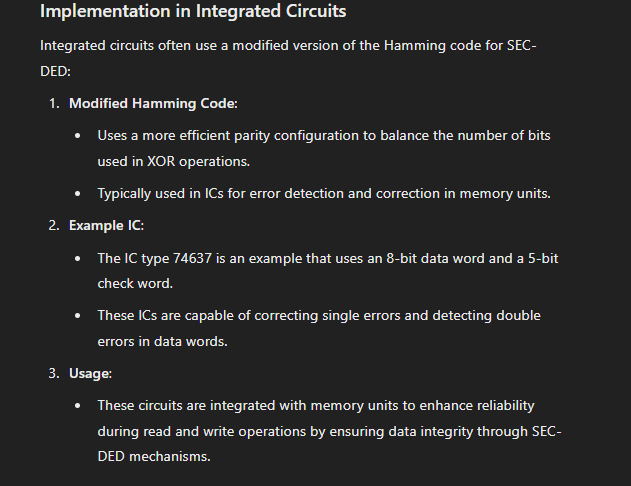 Implementation in Integrated Circuits
Integrated circuits often use a modified version of the Hamming code for SEC-
DED:
1. Modified Hamming Code:
• Uses a more efficient parity configuration to balance the number of bits
used in XOR operations.
• Typically used in ICs for error detection and correction in memory units.
2. Example IC:
• The IC type 74637 is an example that uses an 8-bit data word and a 5-bit
check word.
• These ICs are capable of correcting single errors and detecting double
errors in data words.
3. Usage:
• These circuits are integrated with memory units to enhance reliability
during read and write operations by ensuring data integrity through SEC-
DED mechanisms.